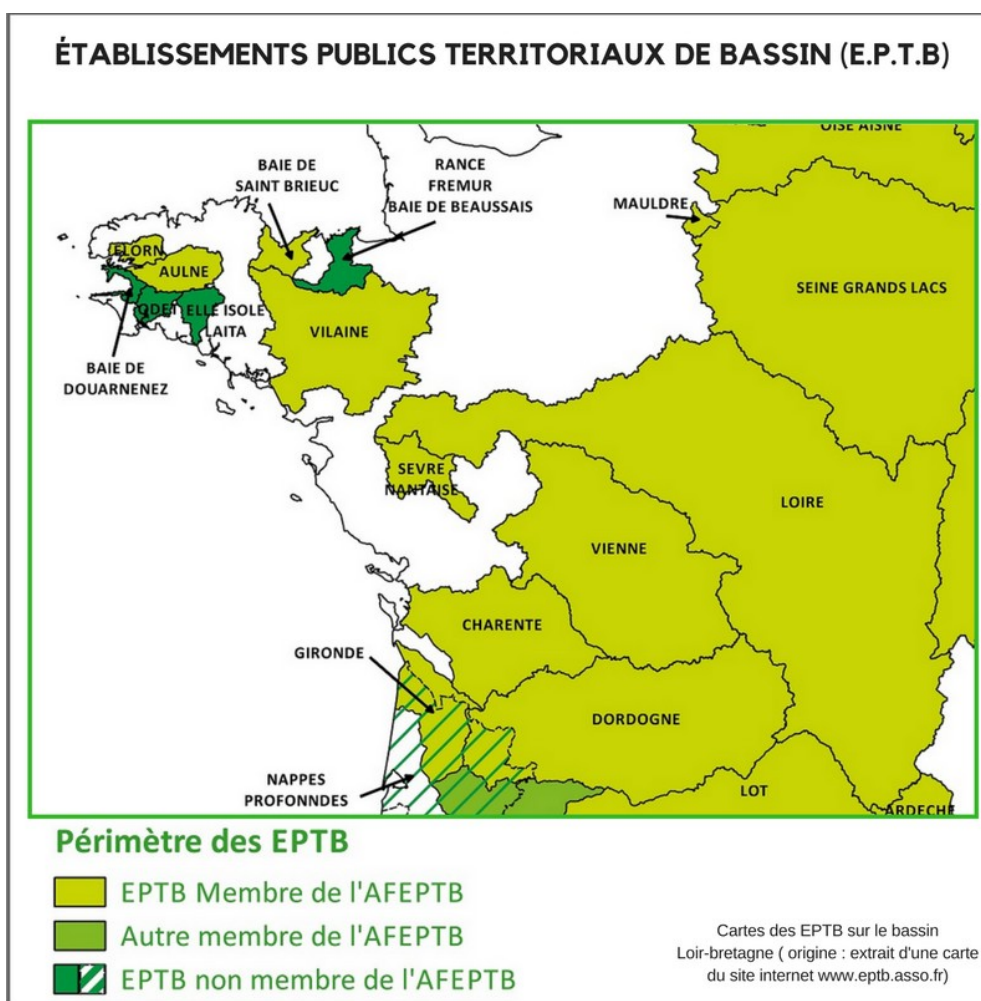 ÉTABLISSEMENTS PUBLICS TERRITORIAUX DE BASSIN (E.P.T.B)
OISE AISNE
BAIE DE
SAINT BRIEUC
RANCE
FREMUR
BAIE DE BEAUSSAIS
MAULDRE
ELORN
AULNE
SEINE GRANDS LACS
ODET
ELLE ISOLE
LAITA
VILAINE
BAIE DE
DOUARNENEZ
SEVRE
NANTAISE
LOIRE
VIENNE
CHARENTE
GIRONDE
DORDOGNE
NAPPES
PROFONNDES
LOT
ARDECHE
Périmètre des EPTB
EPTB Membre de l'AFEPTB
Autre membre de l'AFEPTB
EPTB non membre de l'AFEPTB
Cartes des EPTB sur le bassin
Loir-bretagne ( origine : extrait d'une carte
du site internet www.eptb.asso.fr)